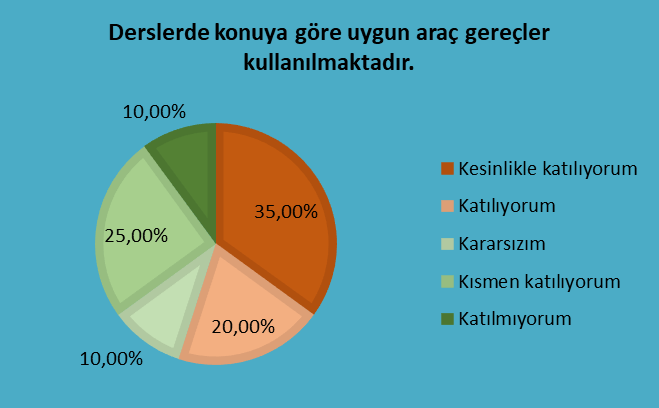 Derslerde konuya göre uygun araç gereçler
kullanılmaktadır.
10,00%
35,00%
25,00%
20,00%
10,00%
Kesinlikle katılıyorum
Katılıyorum
Kararsızım
Kısmen katılıyorum
Katılmıyorum